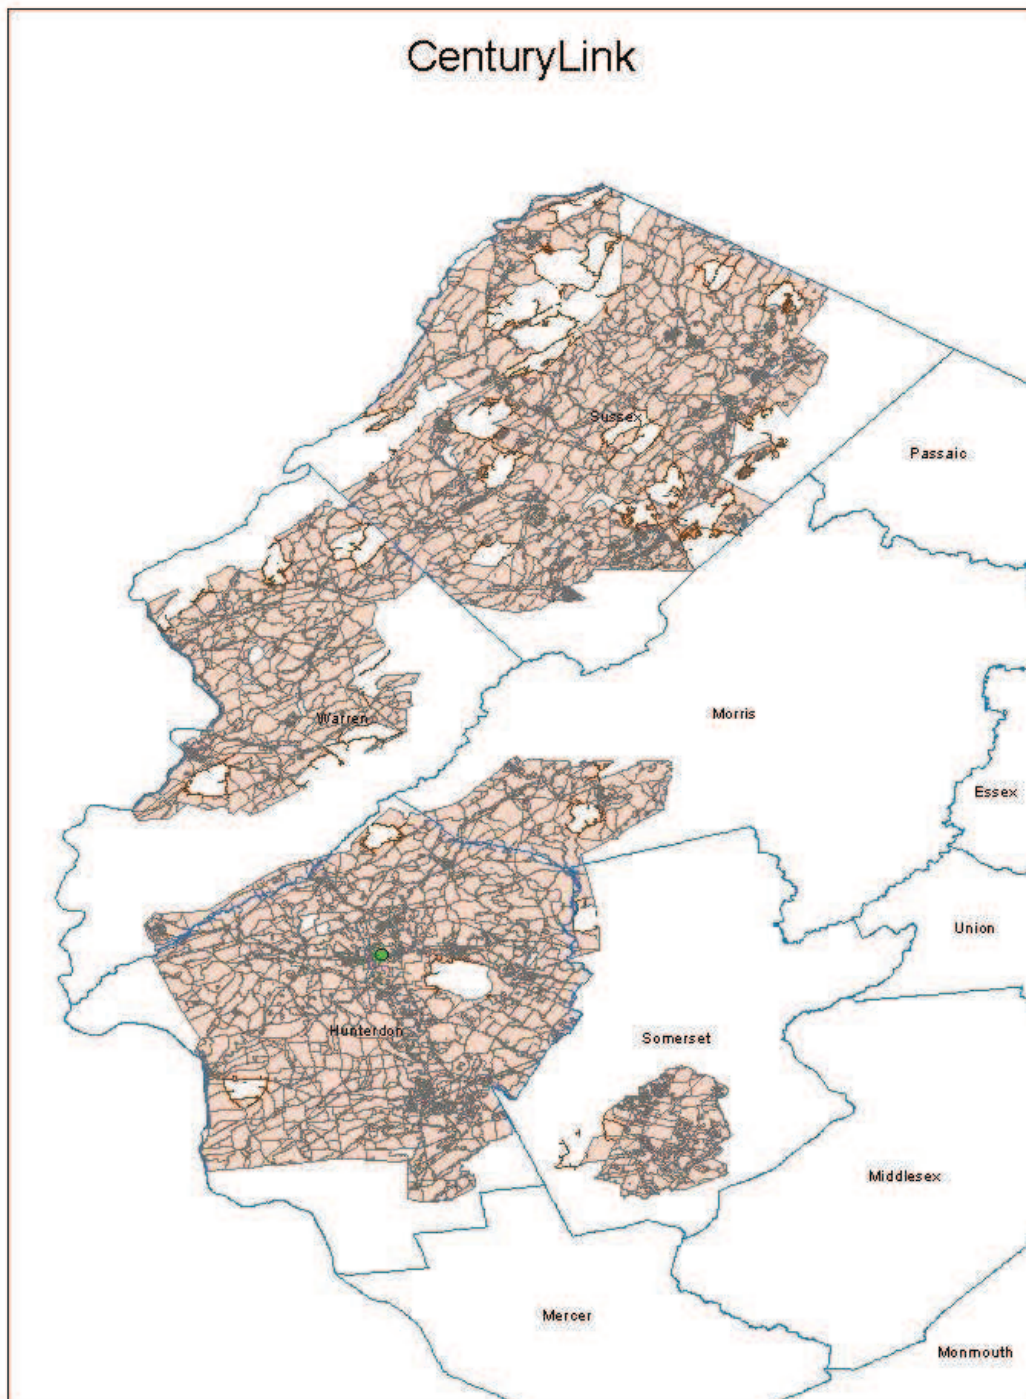 CenturyLink
Sussex
Passaic
Morris
Warren
Essex
Union
Hunterdon
Somerset
Middlesex
Mercer
Monmouth